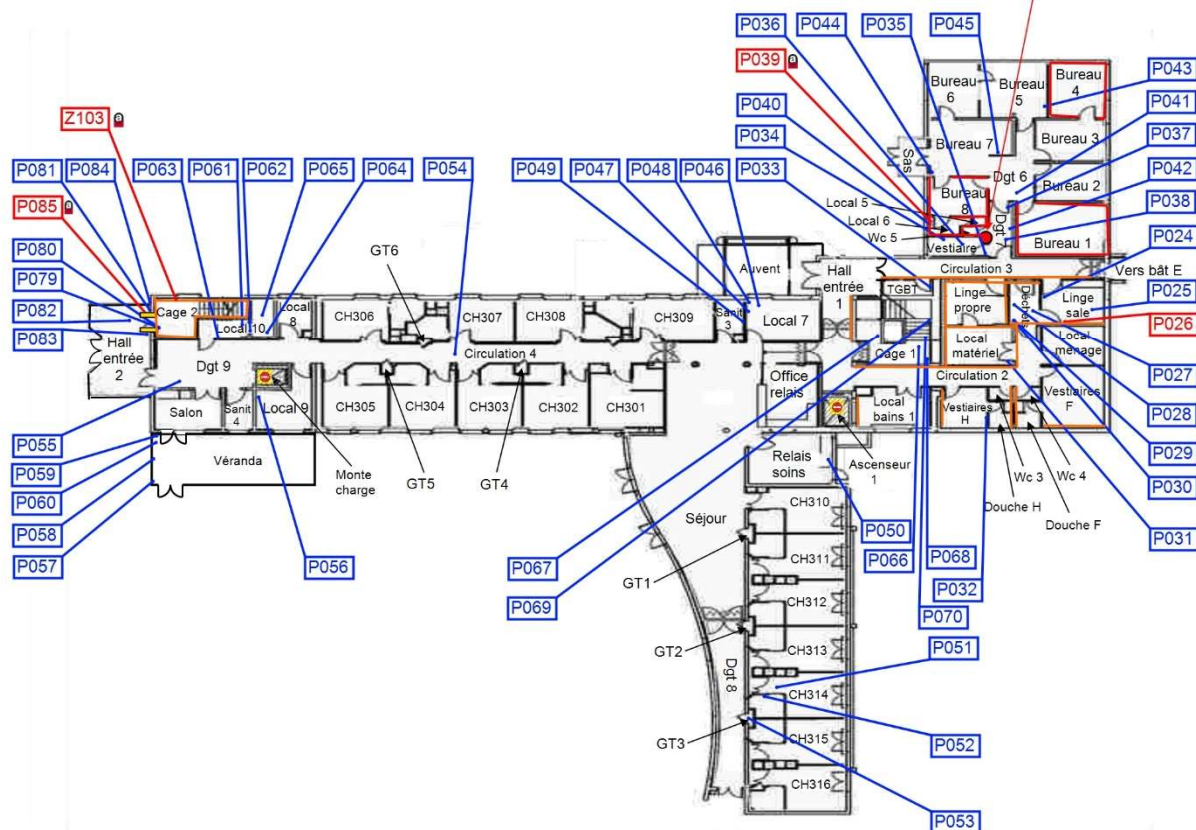 P036
P044
P035
P045
P039
P043
P041
P037
P042
P038
P024
P025
P026
P040
P034
P033
Z103
P081
P084
P063
P061
P062
P065
P064
P054
P049
P047
P048
P046
P085
P080
P079
P082
P083
Bureau
6
Bureau
5
Bureau
4
Bureau 7
Bureau 3
Sas
Dgt 6
Bureau 2
Bureau
8
Local 5
Local 6
Wc 5
Dgt
Vestiaire
Bureau 1
Auvent
Hall
entrée
1
Circulation 3
Vers bât E
TGBT
Linge
propre
Déchets
Linge
sale
GT6
Cage 2
Local 10
Local
8
CH306
CH307
CH308
CH309
Sanit
3
Local 7
Cage 1
Local
matériel
Local
ménage
Hall
entrée
2
Dgt 9
Circulation 4
Office
relais
Circulation 2
P027
Salon
Sanit
4
Local 9
CH305
CH304
CH303
CH302
CH301
Local
bains 1
Vestiaires
H
Vestiaires
F
P028
P055
P059
P060
P058
P057
Véranda
Monte
charge
GT5
GT4
Relais
soins
Ascenseur
1
Wc 3
Wc 4
Douche H
Douche F
P029
P030
P031
P056
Séjour
CH310
P050
GT1
CH311
P067
P069
P066
P068
P032
P070
CH312
GT2
CH313
Dgt 8
P051
CH314
P052
GT3
CH315
CH316
P053